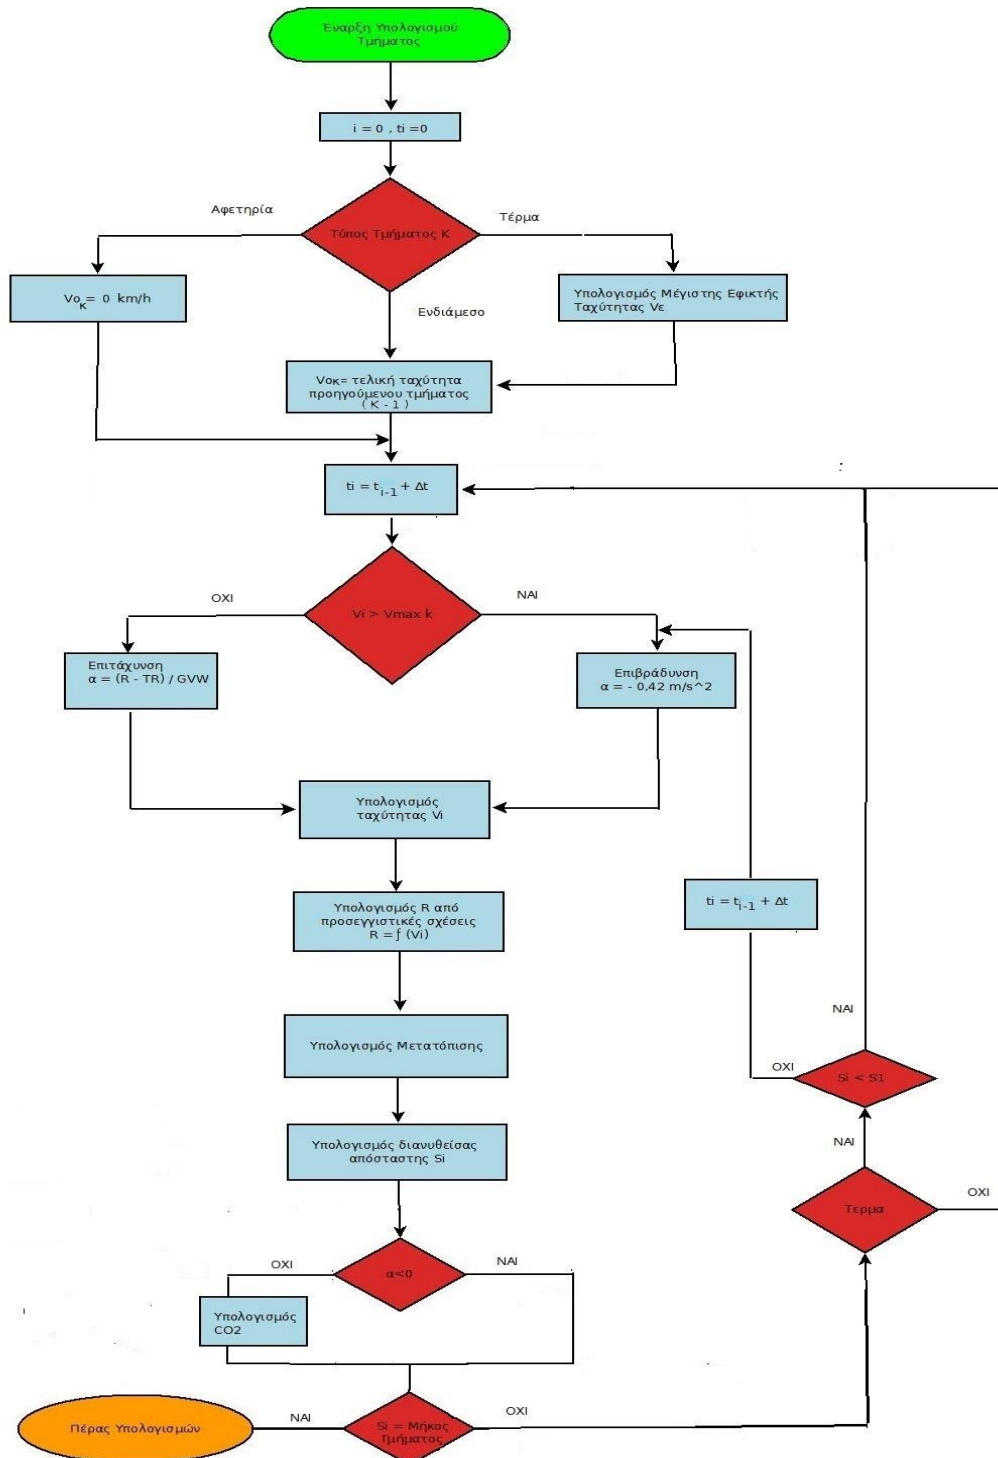 Έναρξη Υπολογισμού
Τμήματος
i = 0 , ti =0
Αφετηρία
Τέρμα
Τύπος Τμήματος Κ
Vo κ = 0 km/h
Υπολογισμός Μέγιστης Εφικτής
Ταχύτητας Vε
Ενδιάμεσο
Voκ= τελική ταχύτητα
προηγούμενου τμήματος
( K - 1 )
ti = t i-1 + Δt
ΟΧΙ
ΝΑΙ
Vi > Vmax k
Επιτάχυνση
α = (R - TR) / GVW
Επιβράδυνση
α = - 0,42 m/s^2
Υπολογισμός
ταχύτητας Vi
Υπολογισμός R από
προσεγγιστικές σχέσεις
R = ƒ (Vi)
ti = t i-1 + Δt
Υπολογισμός Μετατόπισης
ΝΑΙ
ΟΧΙ
Si < S1
Υπολογισμός διανυθείσας
απόσταστης Si
ΝΑΙ
Τερμα
ΟΧΙ
ΟΧΙ
ΝΑΙ
α<0
Υπολογισμός
CO2
Πέρας Υπολογισμών
ΝΑΙ
Si = Μήκος
Τμήματος
ΟΧΙ